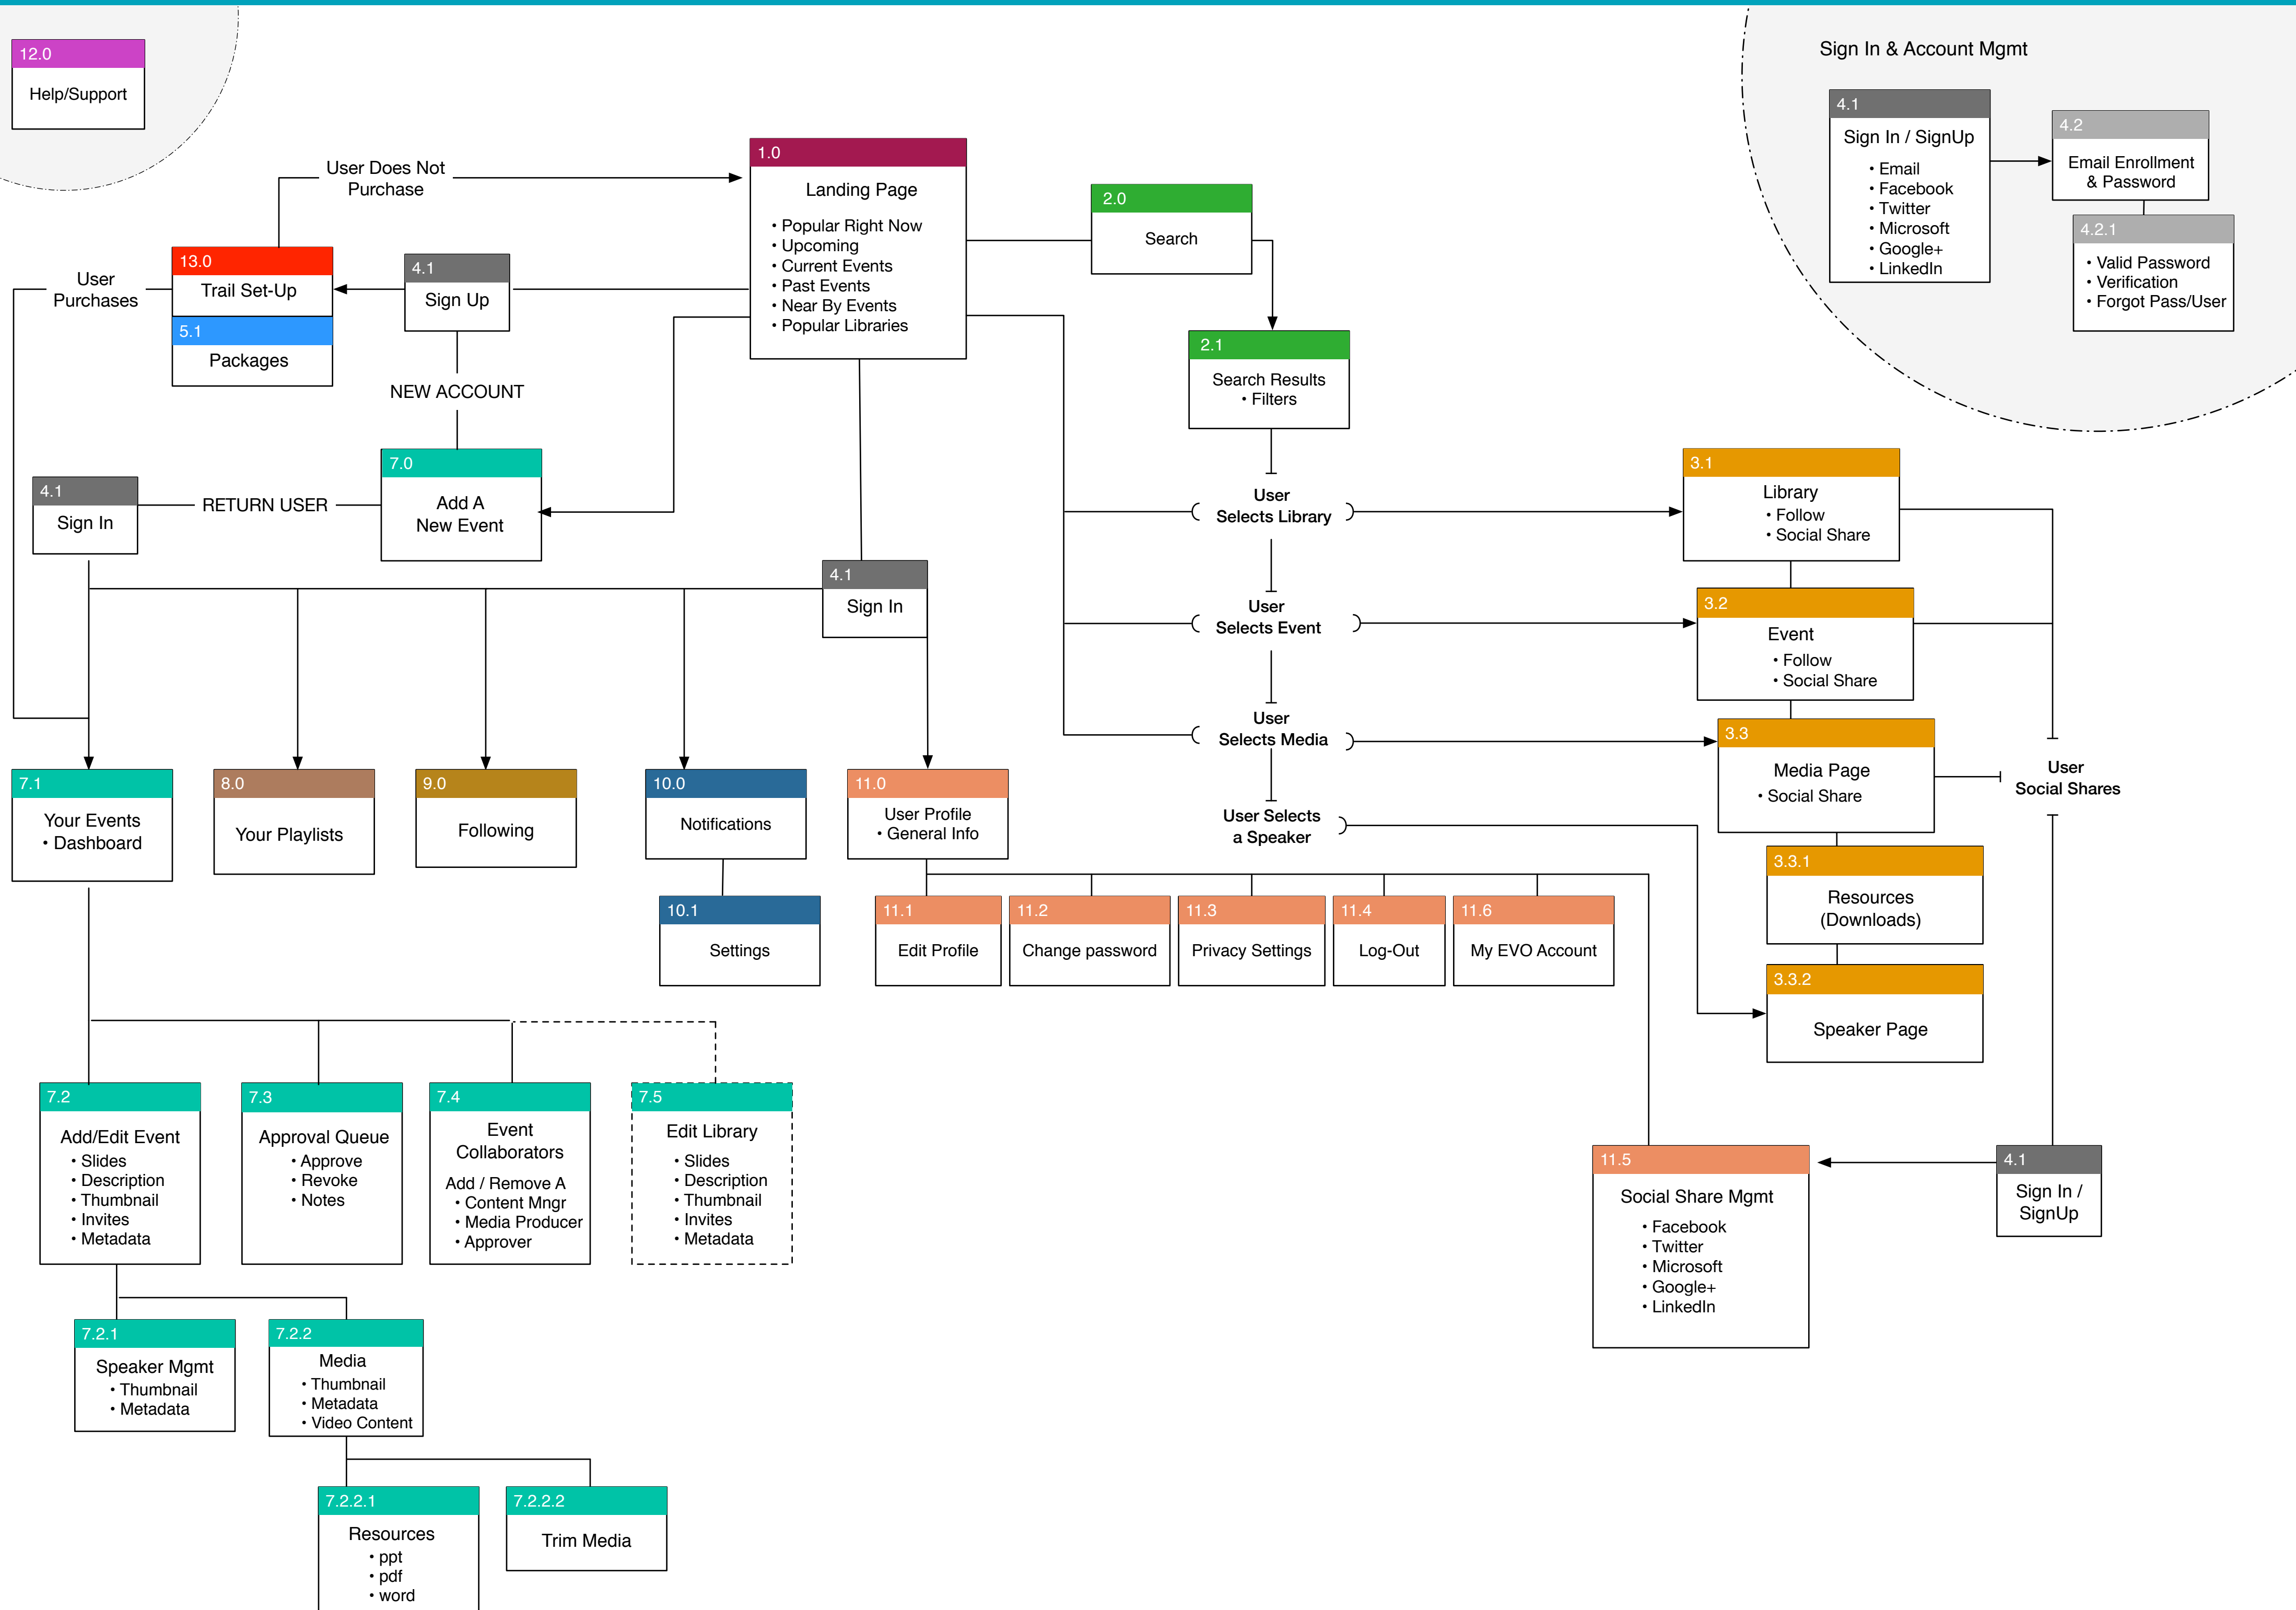 12.0
Help/Support
Sign In & Account Mgmt
4.1
Sign In / SignUp
• Email
• Facebook
• Twitter
• Microsoft
• Google+
• LinkedIn
4.2
Email Enrollment
& Password
4.2.1
• Valid Password
• Verification
• Forgot Pass/User
User Does Not
Purchase
1.0
Landing Page
• Popular Right Now
• Upcoming
• Current Events
• Past Events
• Near By Events
• Popular Libraries
2.0
Search
User
Purchases
13.0
Trail Set-Up
5.1
Packages
4.1
Sign Up
NEW ACCOUNT
2.1
Search Results
• Filters
4.1
Sign In
RETURN USER
7.0
Add A
New Event
4.1
Sign In
User
Selects Library
User
Selects Event
User
Selects Media
User Selects
a Speaker
3.1
Library
• Follow
• Social Share
3.2
Event
• Follow
• Social Share
3.3
Media Page
• Social Share
User
Social Shares
3.3.1
Resources
(Downloads)
3.3.2
Speaker Page
7.1
Your Events
• Dashboard
8.0
Your Playlists
9.0
Following
10.0
Notifications
10.1
Settings
11.0
User Profile
• General Info
11.1
Edit Profile
11.2
Change password
11.3
Privacy Settings
11.4
Log-Out
11.6
My EVO Account
7.2
Add/Edit Event
• Slides
• Description
• Thumbnail
• Invites
• Metadata
7.3
Approval Queue
• Approve
• Revoke
• Notes
7.4
Event
Collaborators
Add / Remove A
• Content Mngr
• Media Producer
• Approver
7.5
Edit Library
• Slides
• Description
• Thumbnail
• Invites
• Metadata
11.5
Social Share Mgmt
• Facebook
• Twitter
• Microsoft
• Google+
• LinkedIn
4.1
Sign In /
SignUp
7.2.1
Speaker Mgmt
• Thumbnail
• Metadata
7.2.2
Media
• Thumbnail
• Metadata
• Video Content
7.2.2.1
Resources
• ppt
• pdf
• word
7.2.2.2
Trim Media